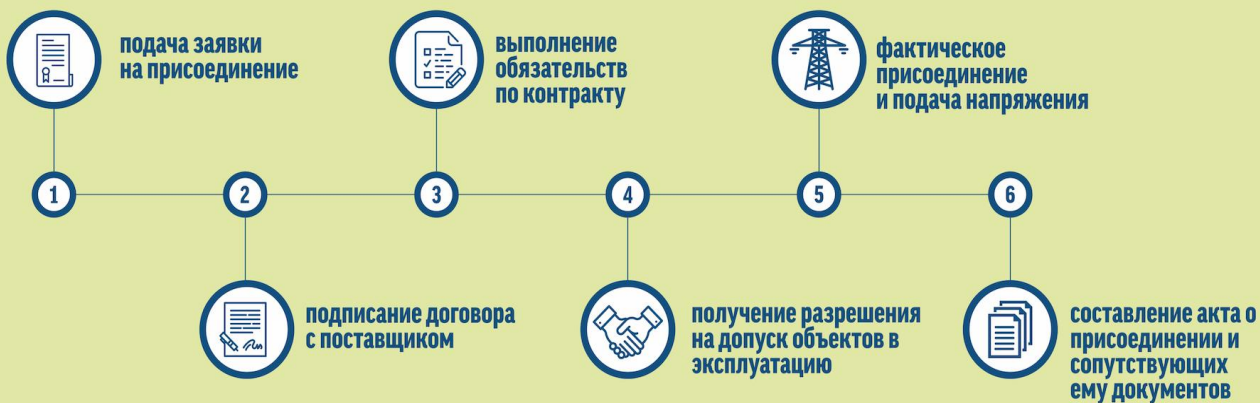 1
подача заявки
на присоединение
2
подписание договора
с поставщиком
3
выполнение
обязательств
по контракту
4
получение разрешения
на допуск объектов в
эксплуатацию
5
фактическое
присоединение
и подача напряжения
6
составление акта о
присоединении и
сопутствующих
ему документов